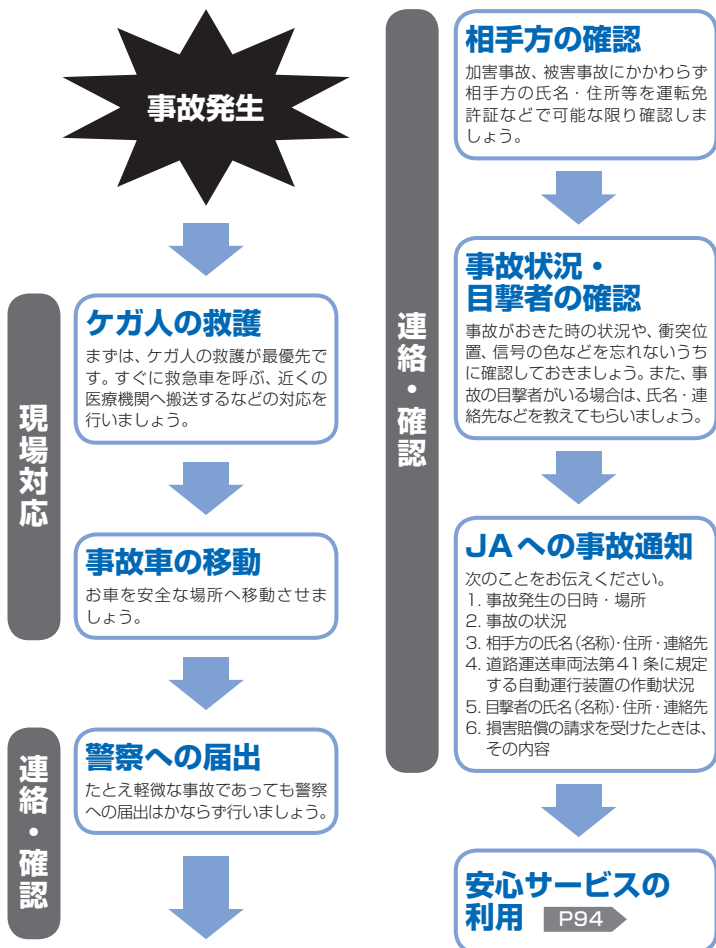 事故発生
現場対応
ケガ人の救護
まずは、ケガ人の救護が最優先で
す。すぐに救急車を呼ぶ、近くの
医療機関へ搬送するなどの対応を
行いましょう。
事故車の移動
お車を安全な場所へ移動させま
しょう。
連絡・確認
警察への届出
たとえ軽微な事故であっても警察
への届出はかならず行いましょう。
連絡・確認
相手方の確認
加害事故、被害事故にかかわらず
相手方の氏名・住所等を運転免
許証などで可能な限り確認しま
しょう。
事故状況・
目撃者の確認
事故がおきた時の状況や、衝突位
置、信号の色などを忘れないうち
に確認しておきましょう。また、事
故の目撃者がいる場合は、氏名・連
絡先などを教えてもらいましょう。
JAへの事故通知
次のことをお伝えください。
1. 事故発生の日時・場所
2. 事故の状況
3. 相手方の氏名(名称)・住所・連絡先
4. 道路運送車両法第41条に規定
する自動運行装置の作動状況
5. 目撃者の氏名(名称)・住所・連絡先
6. 損害賠償の請求を受けたときは、
その内容
安心サービスの
利用 P94